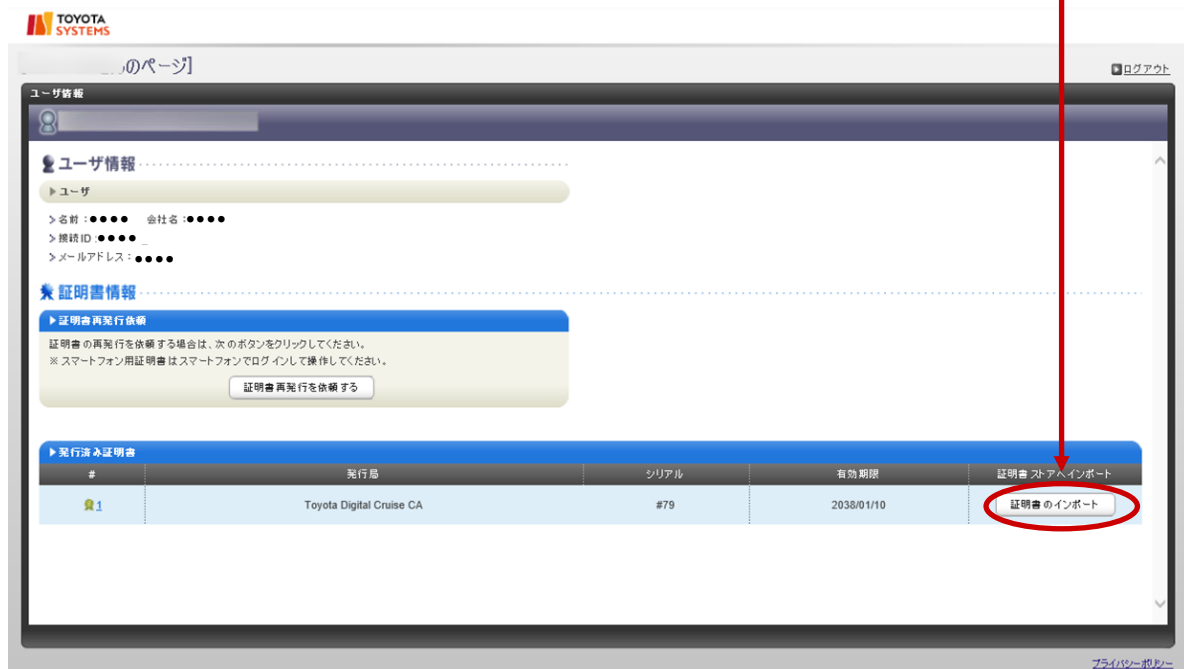 TOYOTA
SYSTEMS
のページ]
ログアウト
ユーザ情報
ユーザ情報
ユーザ
名前：●●●● 会社名：●●●●
接続ID：●●●● _
メールアドレス：●●●●
証明書情報
証明書再発行依頼
証明書の再発行を依頼する場合は、次のボタンをクリックしてください。
※ スマートフォン用証明書はスマートフォンでログインして操作してください。
証明書再発行を依頼する
発行済み証明書
# 発行局 シリアル 有効期限 証明書ストアへインポート
1 Toyota Digital Cruise CA #79 2038/01/10 証明書のインポート
プライバシーポリシー